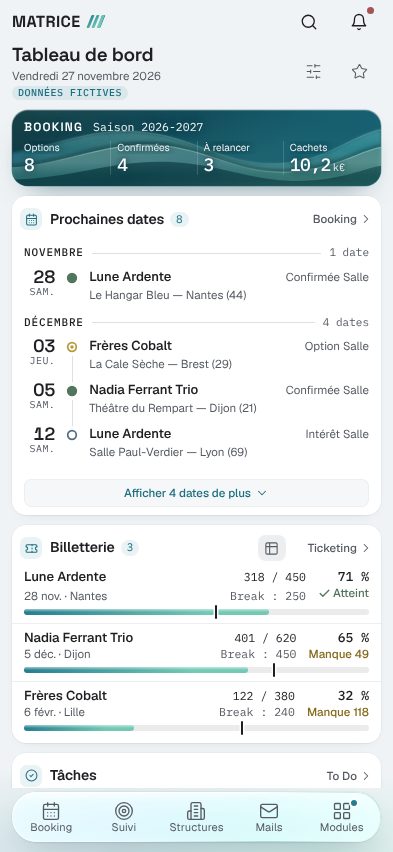 MATRICE
Tableau de bord
Vendredi 27 novembre 2026
DONNÉES FICTIVES
BOOKING Saison 2026-2027
Options Confirmées À relancer Cachets
8 4 3 10,2 k€
Prochaines dates 8 Booking
NOVEMBRE 1 date
28 Lune Ardente Confirmée Salle
SAM. Le Hangar Bleu — Nantes (44)
DÉCEMBRE 4 dates
03 Frères Cobalt Option Salle
JEU. La Cale Sèche — Brest (29)
05 Nadia Ferrant Trio Confirmée Salle
SAM. Théâtre du Rempart — Dijon (21)
12 Lune Ardente Intérêt Salle
SAM. Salle Paul-Verdier — Lyon (69)
Afficher 4 dates de plus
Billetterie 3 Ticketing
Lune Ardente 318 / 450 71 %
28 nov. · Nantes Break : 250 Atteint
Nadia Ferrant Trio 401 / 620 65 %
5 déc. · Dijon Break : 450 Manque 49
Frères Cobalt 122 / 380 32 %
6 févr. · Lille Break : 240 Manque 118
Tâches To Do
Booking Suivi Structures Mails Modules